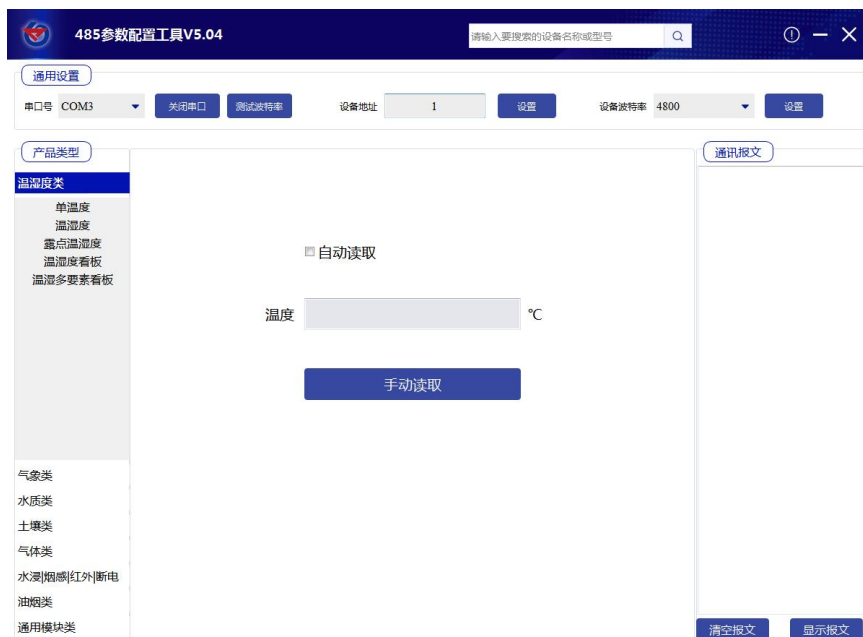 485参数配置工具V5.04
请输入要搜索的设备名称或型号
通用设置
串口号 COM3 关闭串口 测试波特率 设备地址 1 设置 设备波特率 4800 设置
产品类型
温湿度类
单温度
温湿度
露点温湿度
温湿度看板
温湿多要素看板
气象类
水质类
土壤类
气体类
水浸|烟感|红外|断电
油烟类
通用模块类
自动读取
温度 ℃
手动读取
通讯报文
清空报文 显示报文